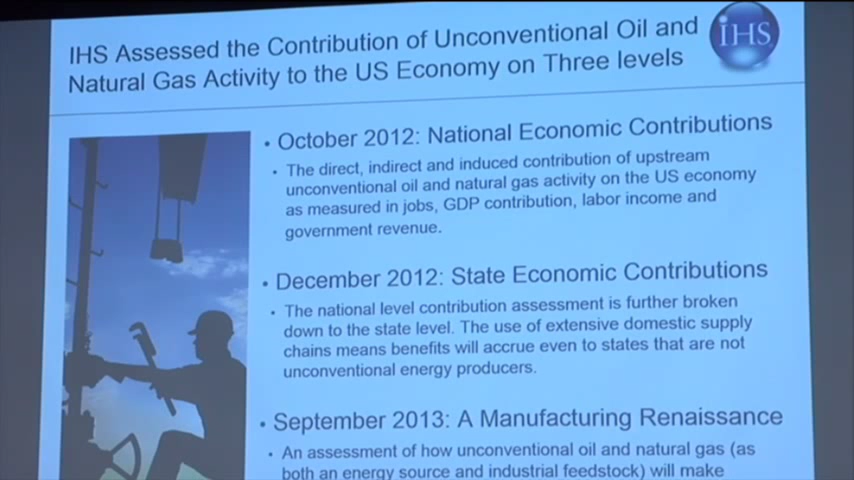 IHS Assessed the Contribution of Unconventional Oil and
Natural Gas Activity to the US Economy on Three levels
IHS
• October 2012: National Economic Contributions
• The direct, indirect and induced contribution of upstream
unconventional oil and natural gas activity on the US economy
as measured in jobs, GDP contribution, labor income and
government revenue.
• December 2012: State Economic Contributions
• The national level contribution assessment is further broken
down to the state level. The use of extensive domestic supply
chains means benefits will accrue even to states that are not
unconventional energy producers.
• September 2013: A Manufacturing Renaissance
• An assessment of how unconventional oil and natural gas (as
both an energy source and industrial feedstock) will make